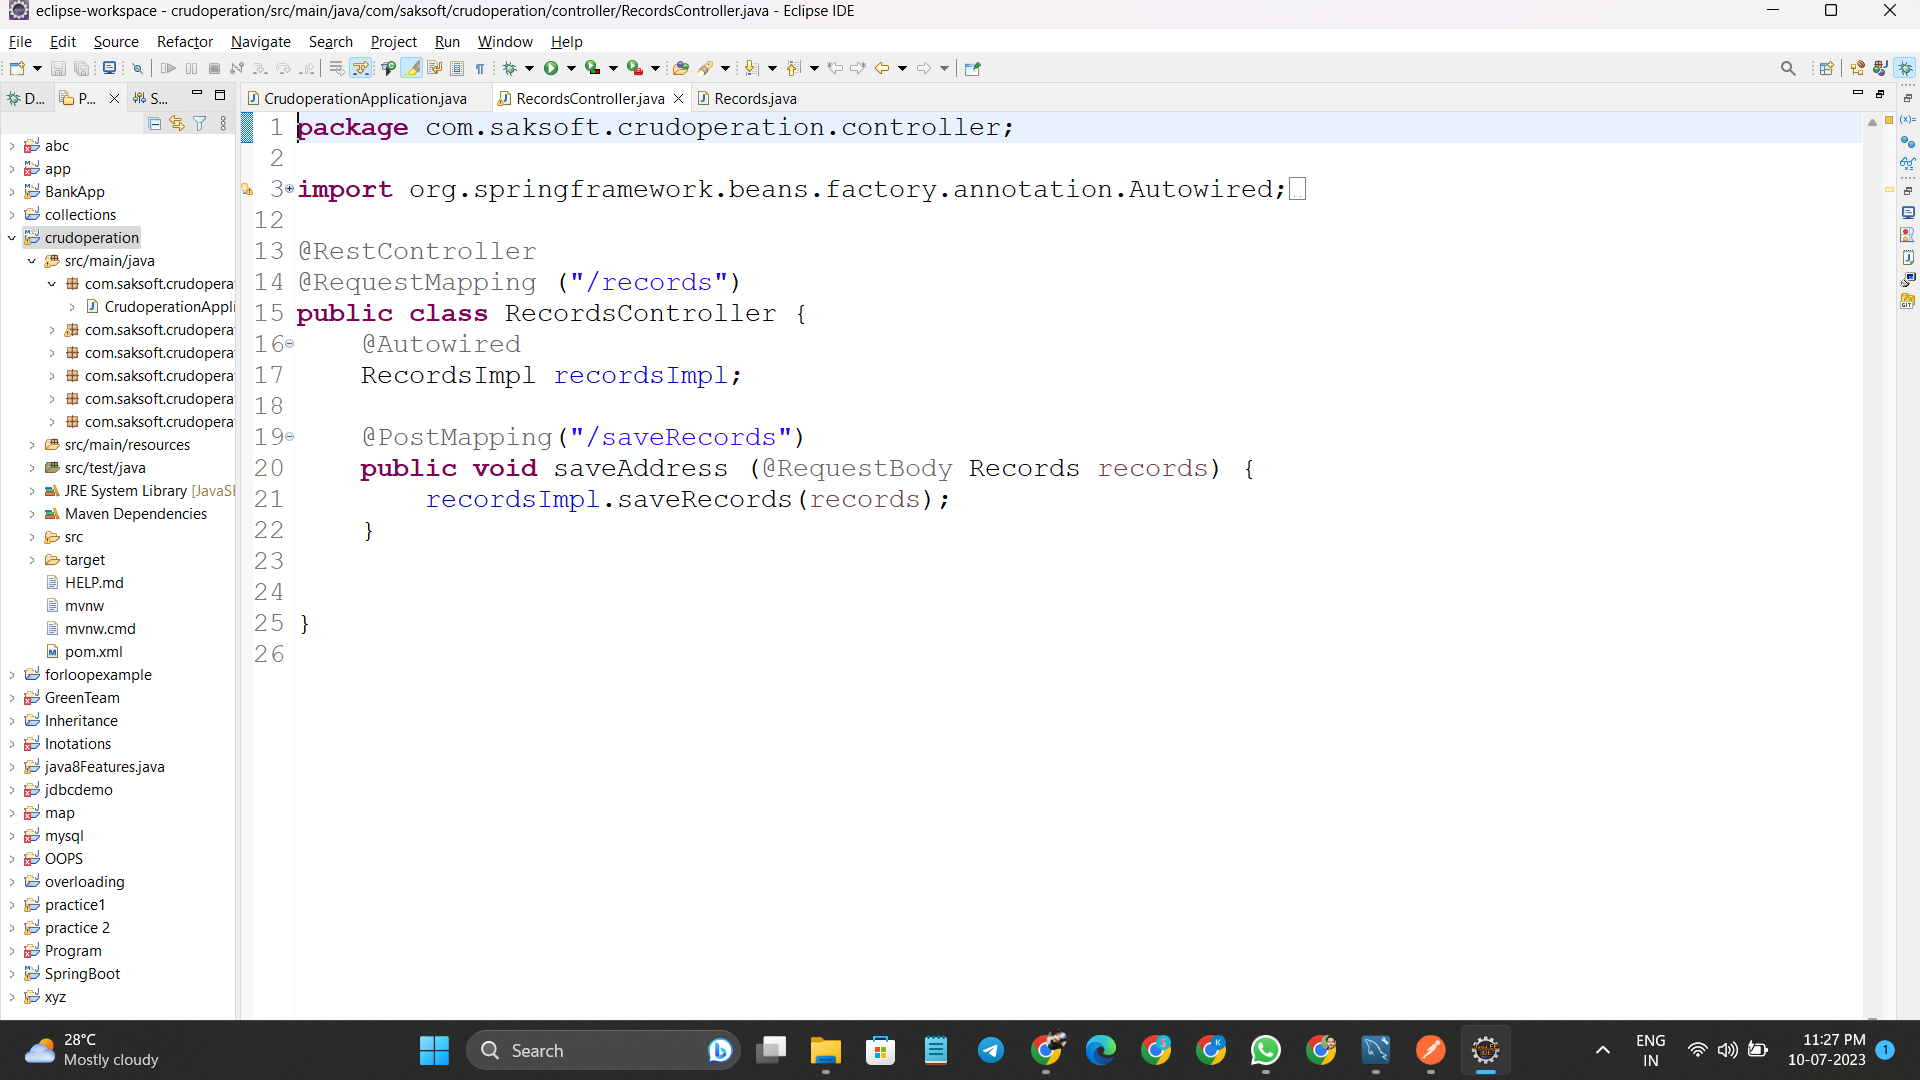 eclipse-workspace - crudoperation/src/main/java/com/saksoft/crudoperation/controller/RecordsController.java - Eclipse IDE
File Edit Source Refactor Navigate Search Project Run Window Help
D... P... S...
CrudoperationApplication.java RecordsController.java Records.java
abc
app
BankApp
collections
crudoperation
src/main/java
com.saksoft.crudopera
CrudoperationAppli
com.saksoft.crudopera
com.saksoft.crudopera
com.saksoft.crudopera
com.saksoft.crudopera
com.saksoft.crudopera
src/main/resources
src/test/java
JRE System Library [JavaSE
Maven Dependencies
src
target
HELP.md
mvnw
mvnw.cmd
pom.xml
forloopexample
GreenTeam
Inheritance
Inotations
java8Features.java
jdbcdemo
map
mysql
OOPS
overloading
practice1
practice 2
Program
SpringBoot
xyz
1 package com.saksoft.crudoperation.controller;
2
3 import org.springframework.beans.factory.annotation.Autowired;
12
13 @RestController
14 @RequestMapping ("/records")
15 public class RecordsController {
16 @Autowired
17 RecordsImpl recordsImpl;
18
19 @PostMapping("/saveRecords")
20 public void saveAddress (@RequestBody Records records) {
21 recordsImpl.saveRecords(records);
22 }
23
24
25 }
26
28°C
Mostly cloudy
Search
ENG
IN
11:27 PM
10-07-2023
1